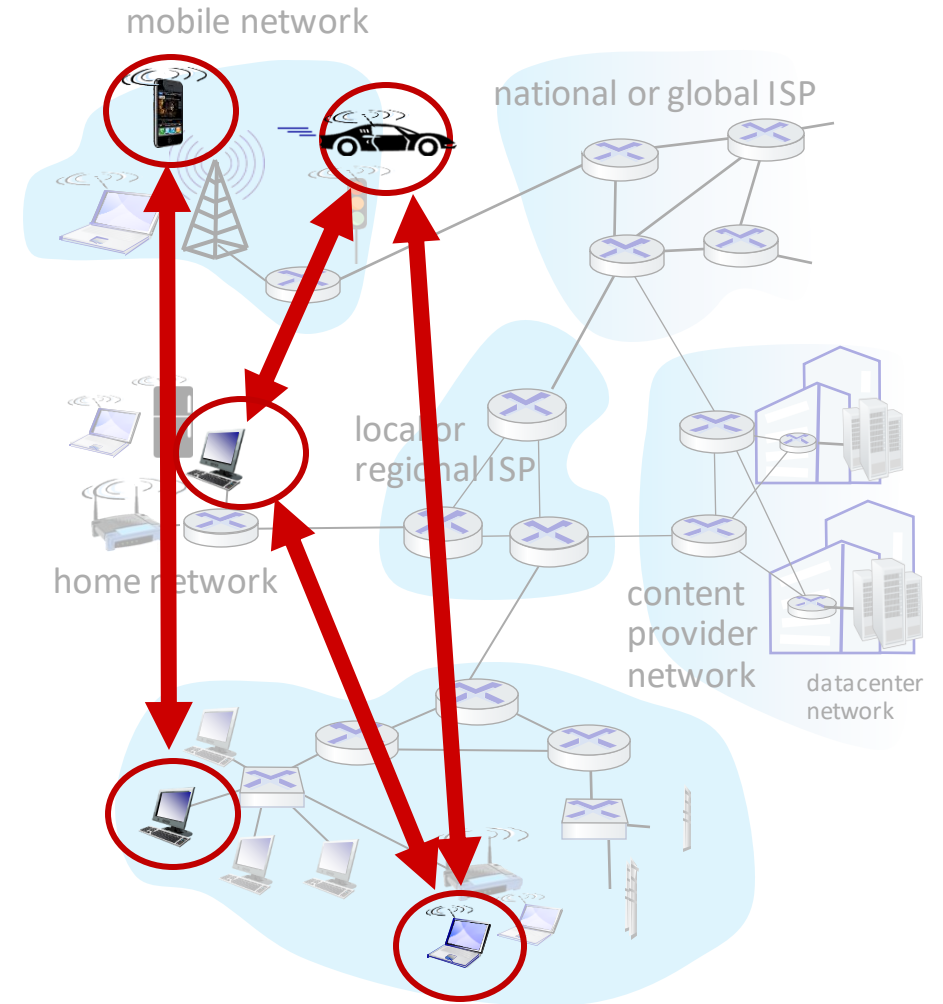 mobile network
national or global ISP
local or
regional ISP
home network
content
provider
network
datacenter
network